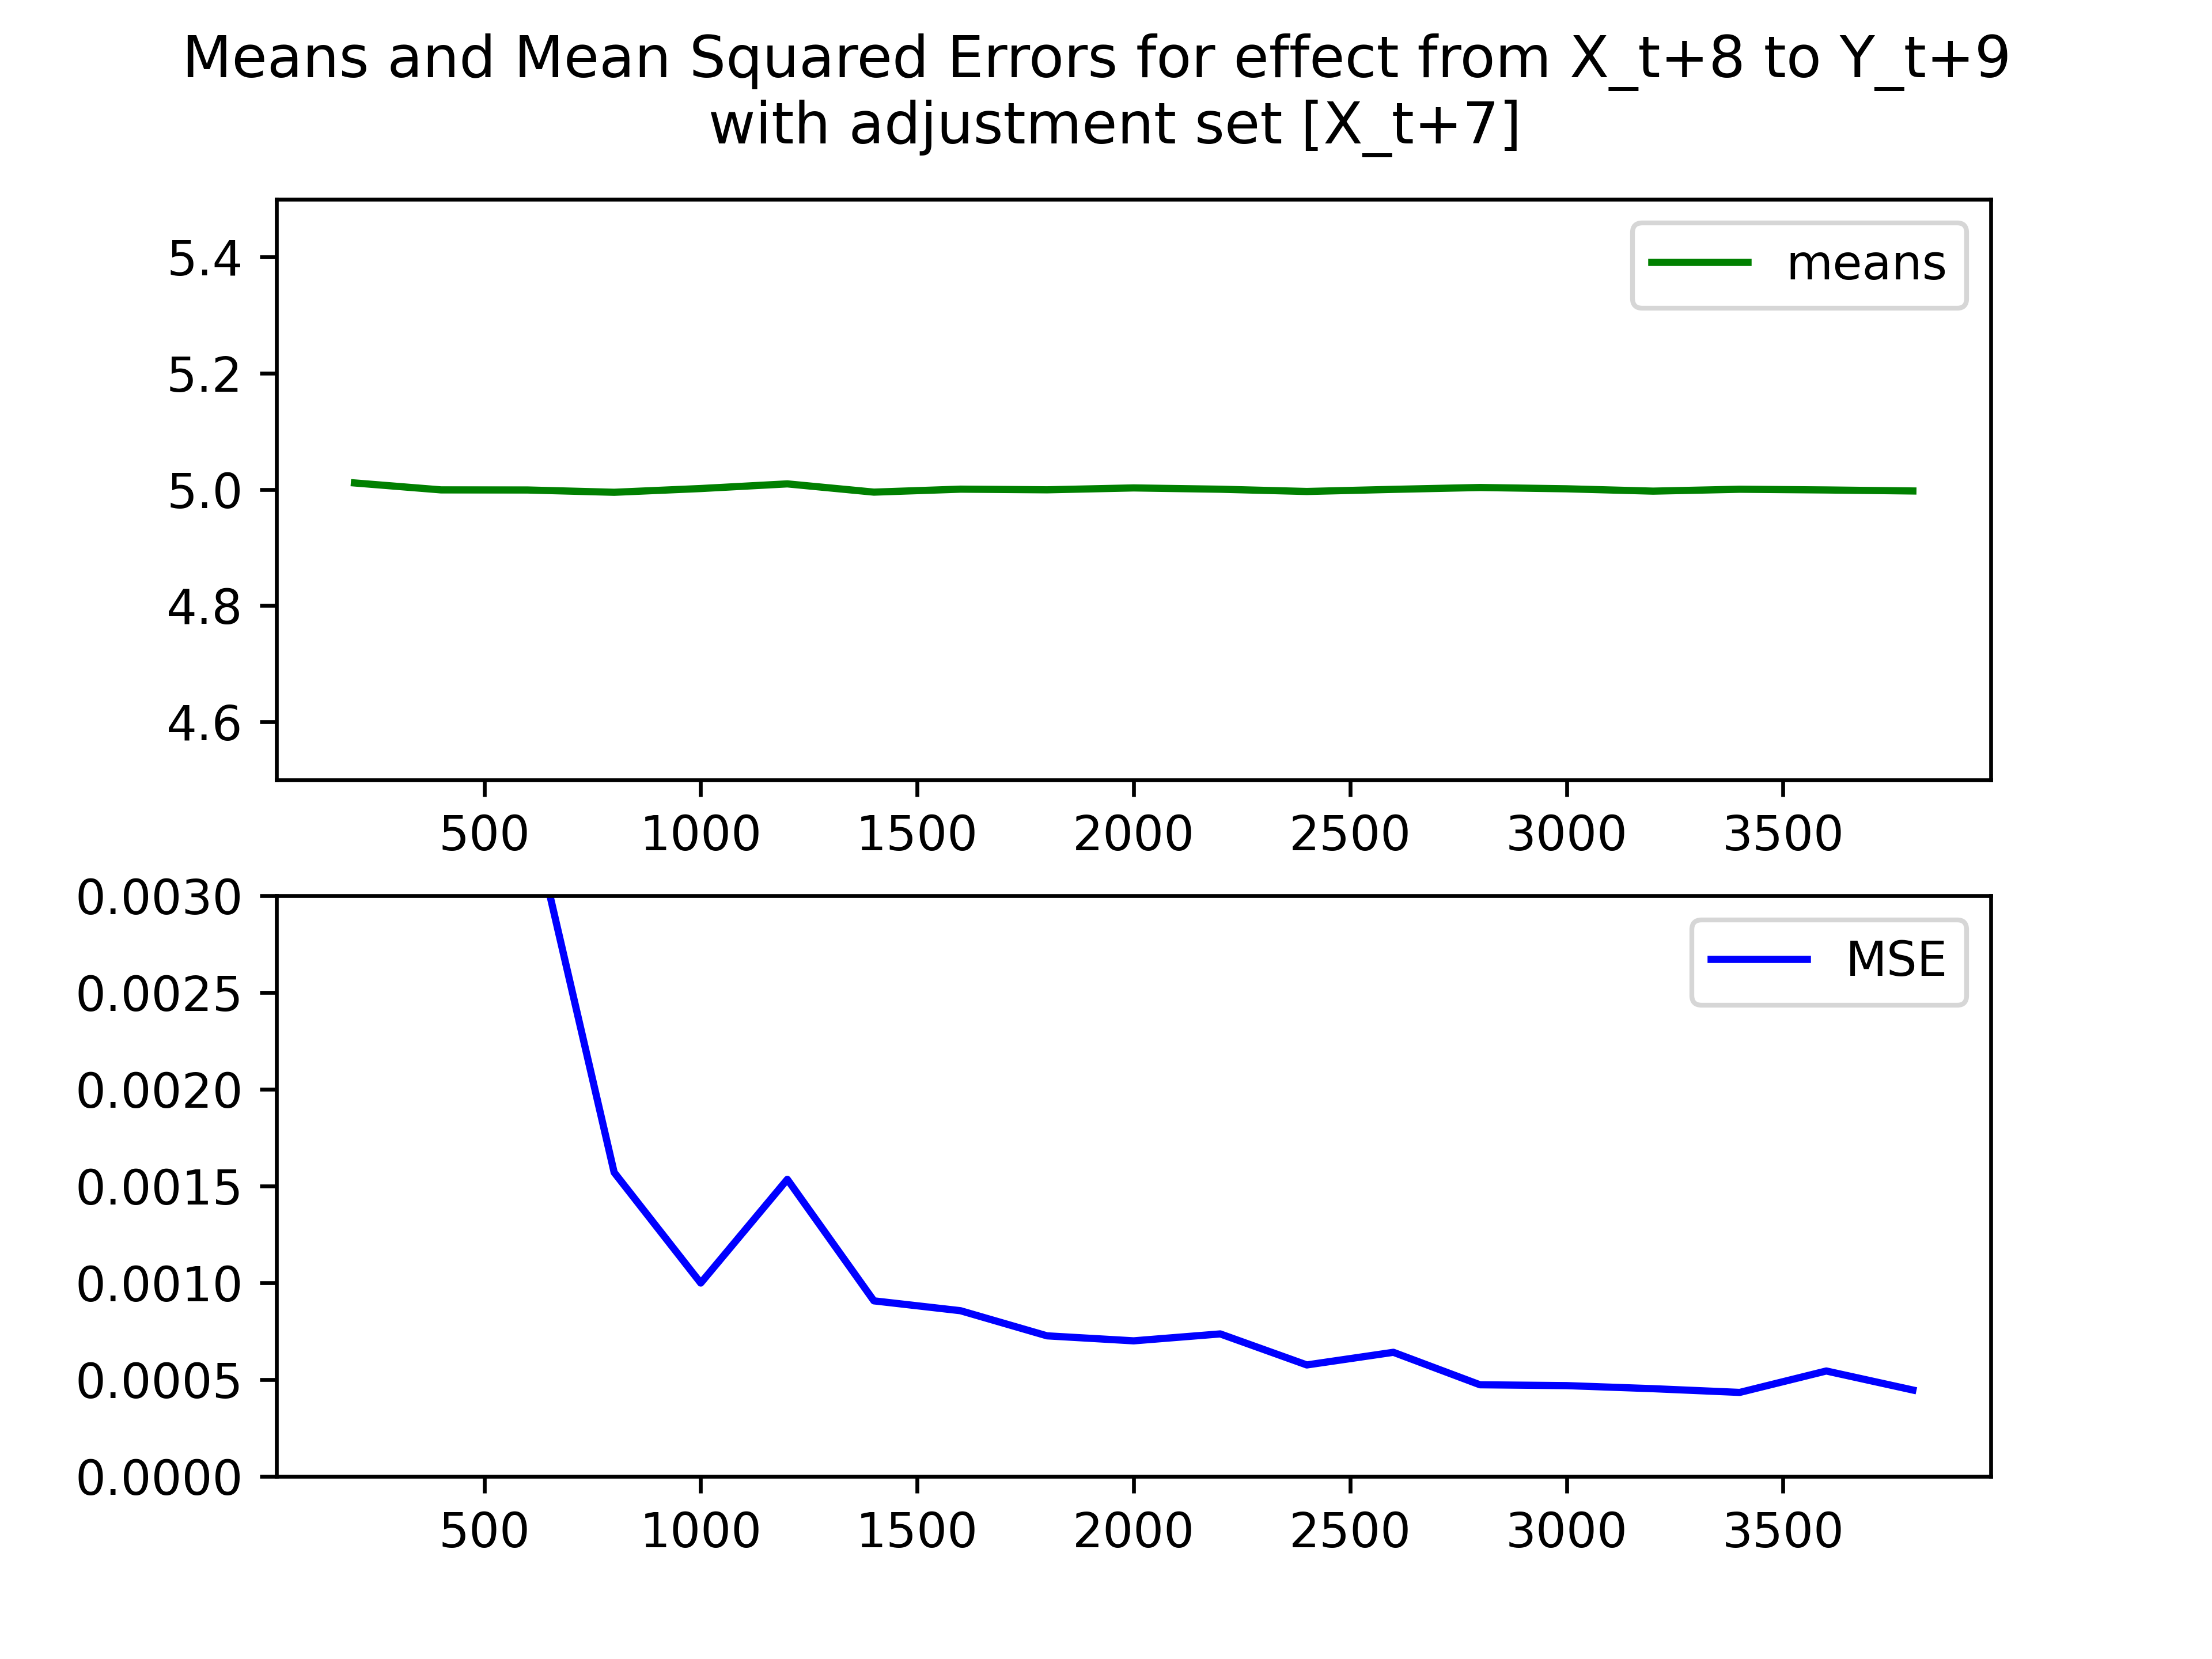 Means and Mean Squared Errors for effect from X_t+8 to Y_t+9
with adjustment set [X_t+7]
means
5.4
5.2
5.0
4.8
4.6
500 1000 1500 2000 2500 3000 3500
MSE
0.0030
0.0025
0.0020
0.0015
0.0010
0.0005
0.0000
500 1000 1500 2000 2500 3000 3500